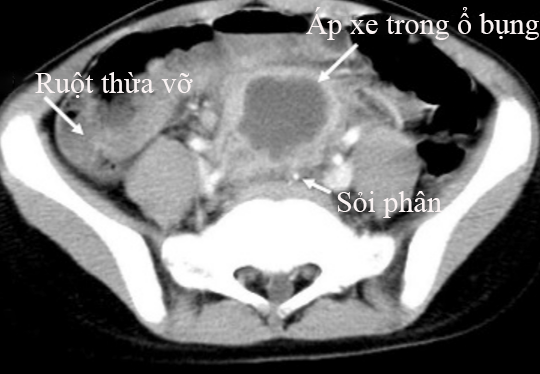 Áp xe trong ổ bụng
Ruột thừa vỡ
Sỏi phân